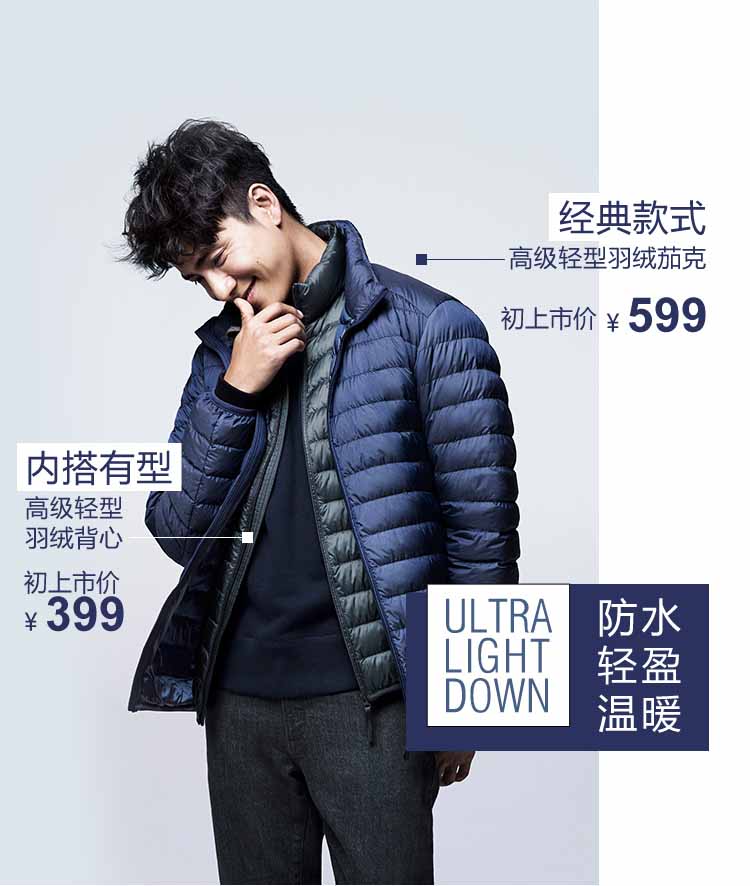 经典款式
高级轻型羽绒茄克
初上市价 ¥ 599
内搭有型
高级轻型
羽绒背心
初上市价
¥ 399
ULTRA
LIGHT
DOWN
防水
轻盈
温暖